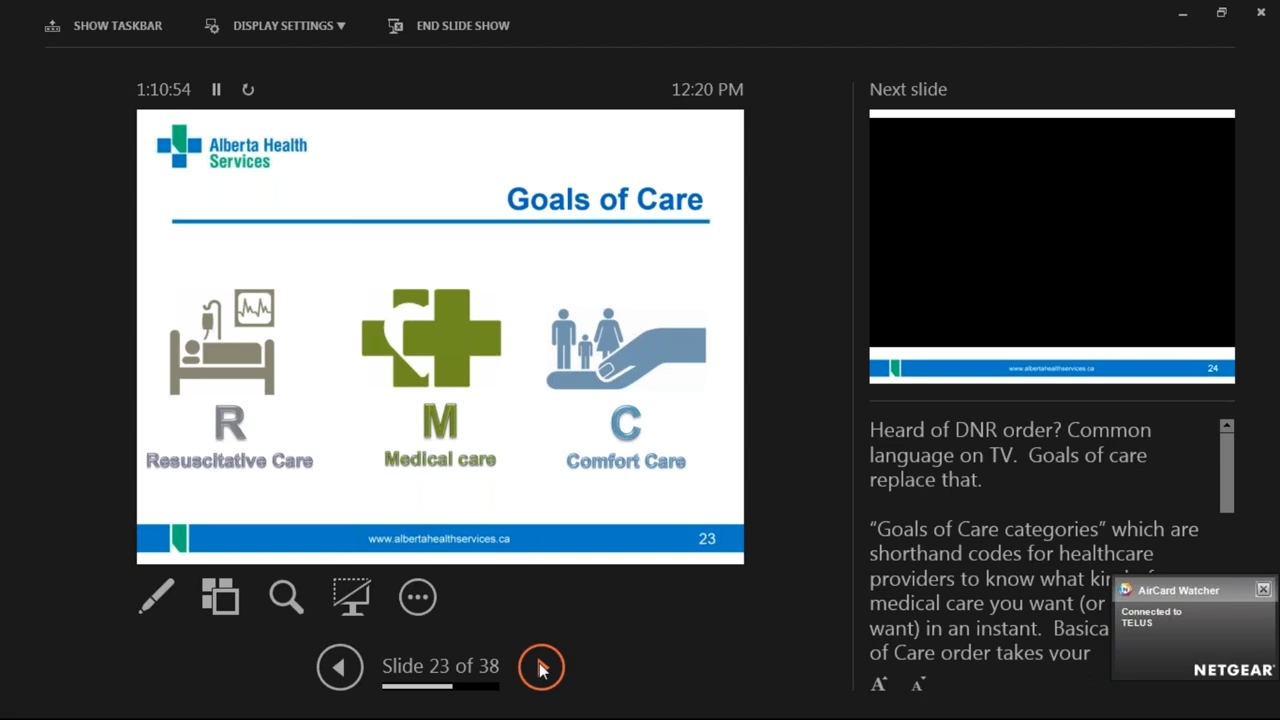 SHOW TASKBAR
DISPLAY SETTINGS
END SLIDE SHOW
1:10:54
12:20 PM
Alberta Health
Services
Goals of Care
R
M
C
Resuscitative Care
Medical care
Comfort Care
www.albertahealthservices.ca
23
Slide 23 of 38
Next slide
www.albertahealthservices.ca
24
Heard of DNR order? Common
language on TV. Goals of care
replace that.
“Goals of Care categories” which are
shorthand codes for healthcare
providers to know what
medical care you want (or
want) in an instant.
of Care order takes your
A A
AirCard Watcher
Connected to
TELUS
NETGEAR